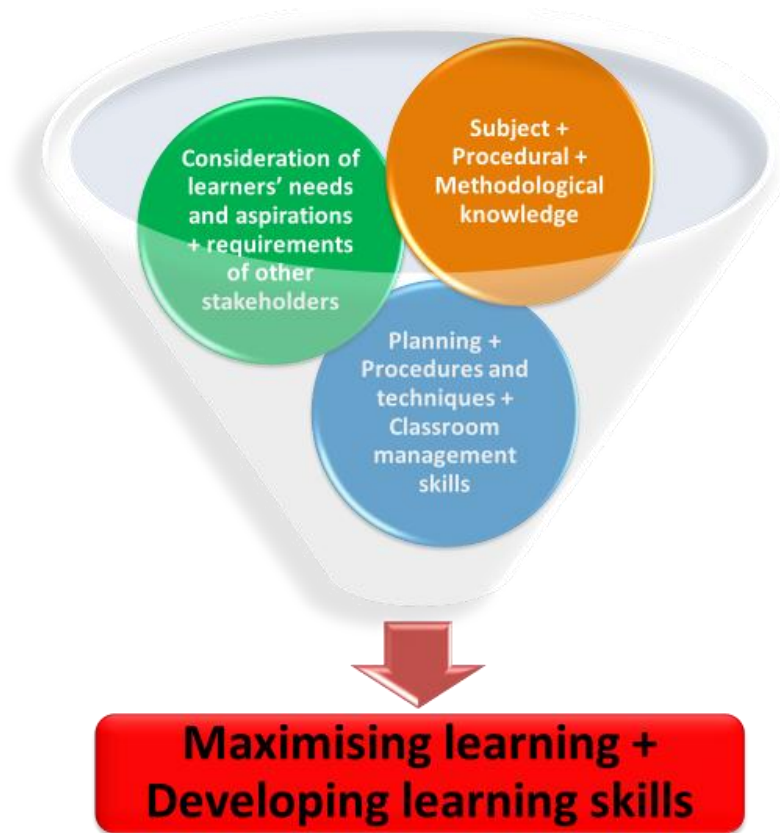 Consideration of
learners’ needs
and aspirations
+ requirements
of other
stakeholders
Subject +
Procedural +
Methodological
knowledge
Planning +
Procedures and
techniques +
Classroom
management
skills
Maximising learning +
Developing learning skills